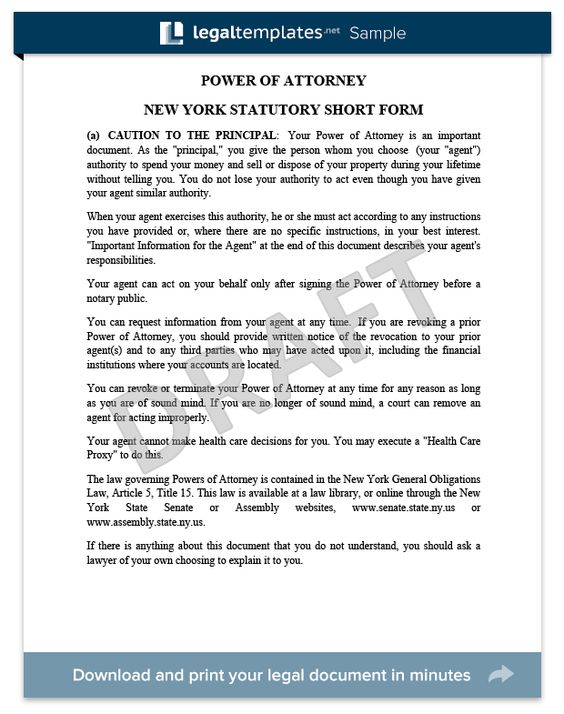 legaltemplates.net Sample
POWER OF ATTORNEY
NEW YORK STATUTORY SHORT FORM
(a) CAUTION TO THE PRINCIPAL: Your Power of Attorney is an important
document. As the "principal," you give the person whom you choose (your "agent")
authority to spend your money and sell or dispose of your property during your lifetime
without telling you. You do not lose your authority to act even though you have given
your agent similar authority.
When your agent exercises this authority, he or she must act according to any instructions
you have provided or, where there are no specific instructions, in your best interest.
"Important Information for the Agent" at the end of this document describes your agent's
responsibilities.
Your agent can act on your behalf only after signing the Power of Attorney before a
notary public.
You can request information from your agent at any time. If you are revoking a prior
Power of Attorney, you should provide written notice of the revocation to your prior
agent(s) and to any third parties who may have acted upon it, including the financial
institutions where your accounts are located.
You can revoke or terminate your Power of Attorney at any time for any reason as long
as you are of sound mind. If you are no longer of sound mind, a court can remove an
agent for acting improperly.
Your agent cannot make health care decisions for you. You may execute a "Health Care
Proxy" to do this.
The law governing Powers of Attorney is contained in the New York General Obligations
Law, Article 5, Title 15. This law is available at a law library, or online through the New
York State Senate or Assembly websites, www.senate.state.ny.us or
www.assembly.state.ny.us.
If there is anything about this document that you do not understand, you should ask a
lawyer of your own choosing to explain it to you.
DRAFT
Download and print your legal document in minutes